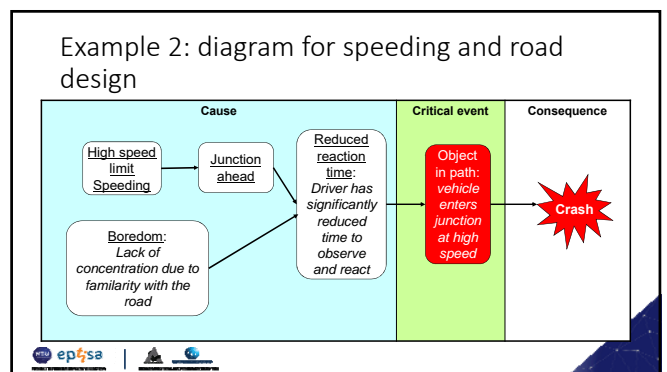 Example 2: diagram for speeding and road
design
Cause
Critical event
Consequence
High speed
limit
Speeding
Junction
ahead
Reduced
reaction
time:
Driver has
significantly
reduced
time to
observe
and react
Boredom:
Lack of
concentration due to
familarity with the
road
Object
in path:
vehicle
enters
junction
at high
speed
Crash
eptisa